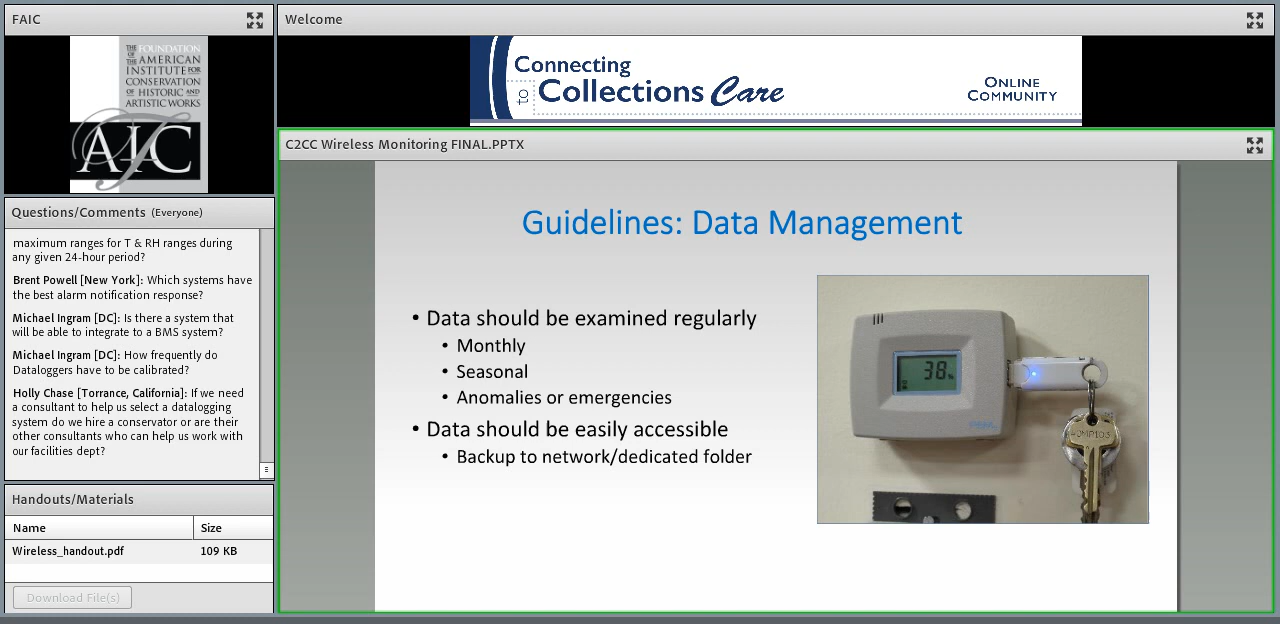 FAIC
THE FOUNDATION
OF THE AMERICAN
INSTITUTE FOR
CONSERVATION
OF HISTORIC AND
ARTISTIC WORKS
AIC
Questions/Comments (Everyone)
maximum ranges for T & RH ranges during
any given 24-hour period?
Brent Powell [New York]: Which systems have
the best alarm notification response?
Michael Ingram [DC]: Is there a system that
will be able to integrate to a BMS system?
Michael Ingram [DC]: How frequently do
Dataloggers have to be calibrated?
Holly Chase [Torrance, California]: If we need
a consultant to help us select a datalogging
system do we hire a conservator or are their
other consultants who can help us work with
our facilities dept?
Handouts/Materials
Name Size
Wireless_handout.pdf 109 KB
Download File(s)
Welcome
Connecting
to Collections Care
ONLINE
COMMUNITY
C2CC Wireless Monitoring FINAL.PPTX
Guidelines: Data Management
• Data should be examined regularly
• Monthly
• Seasonal
• Anomalies or emergencies
• Data should be easily accessible
• Backup to network/dedicated folder
38%